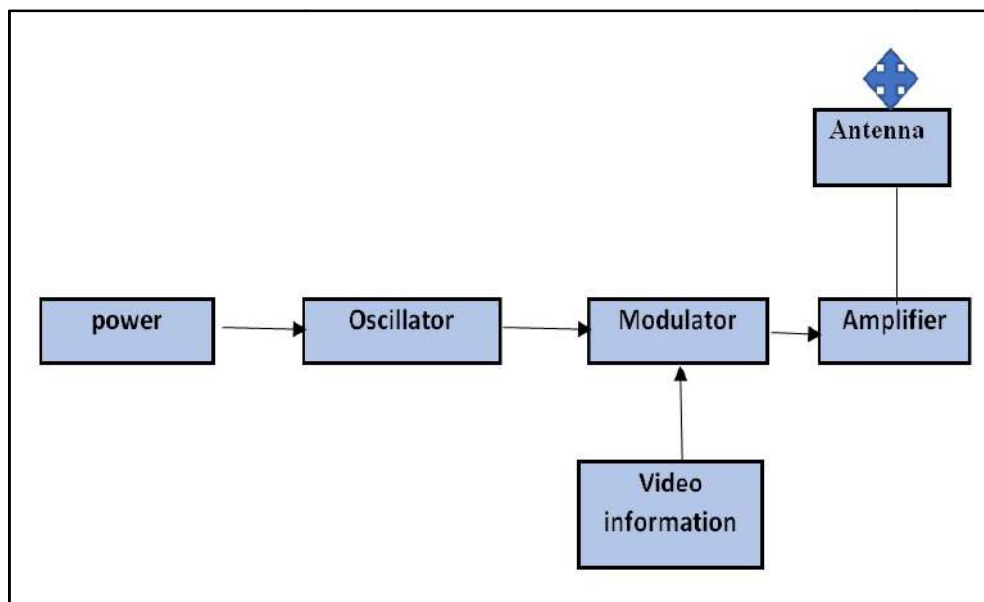 Antenna
power
Oscillator
Modulator
Amplifier
Video
information